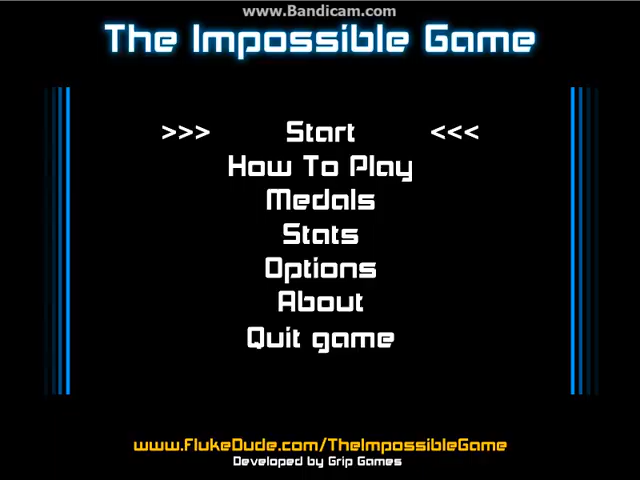 www.Bandicam.com
The Impossible Game
>>> Start <<<
How To Play
Medals
Stats
Options
About
Quit game
www.FlukeDude.com/TheImpossibleGame
Developed by Grip Games